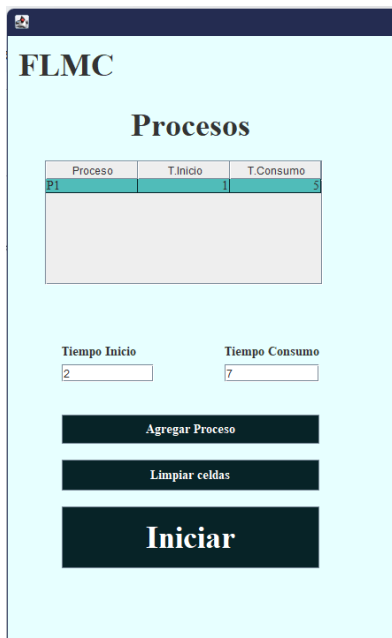 FLMC
Procesos
Proceso T.Inicio T.Consumo
P1 1 5
Tiempo Inicio Tiempo Consumo
2 7
Agregar Proceso
Limpiar celdas
Iniciar